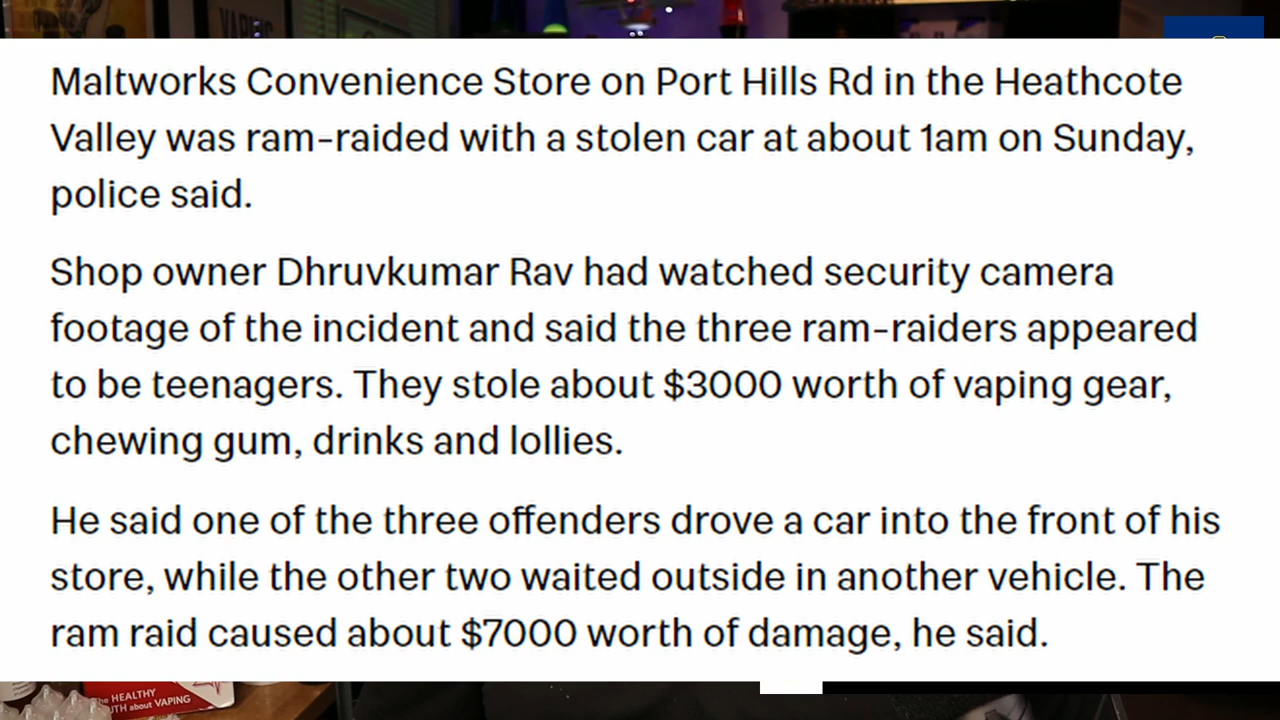 Maltworks Convenience Store on Port Hills Rd in the Heathcote
Valley was ram-raided with a stolen car at about 1am on Sunday,
police said.
Shop owner Dhruvkumar Rav had watched security camera
footage of the incident and said the three ram-raiders appeared
to be teenagers. They stole about $3000 worth of vaping gear,
chewing gum, drinks and lollies.
He said one of the three offenders drove a car into the front of his
store, while the other two waited outside in another vehicle. The
ram raid caused about $7000 worth of damage, he said.
The HEALTHY
about VAPING